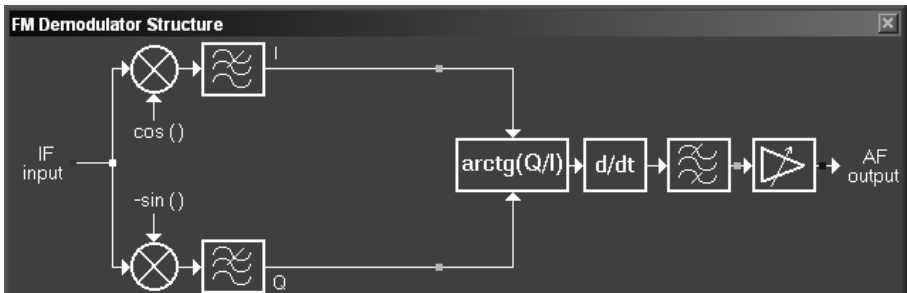 FM Demodulator Structure
I
cos ()
IF
input
arctg(Q/I)
d/dt
AF
output
-sin ()
Q